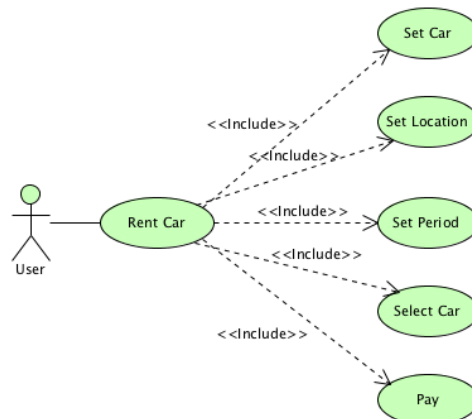 Set Car
<<Include>>
Set Location
<<Include>>
User
Rent Car
<<Include>>
Set Period
<<Include>>
Select Car
<<Include>>
Pay